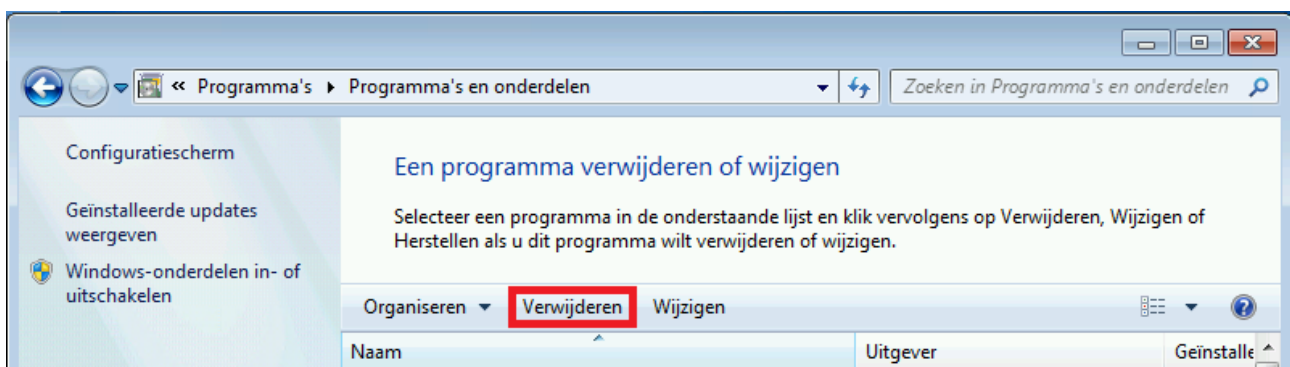 « Programma's ▸ Programma's en onderdelen
Zoeken in Programma's en onderdelen
Configuratiescherm
Geïnstalleerde updates
weergeven
Windows-onderdelen in- of
uitschakelen
Een programma verwijderen of wijzigen
Selecteer een programma in de onderstaande lijst en klik vervolgens op Verwijderen, Wijzigen of
Herstellen als u dit programma wilt verwijderen of wijzigen.
Organiseren Verwijderen Wijzigen
Naam Uitgever Geïnstalle